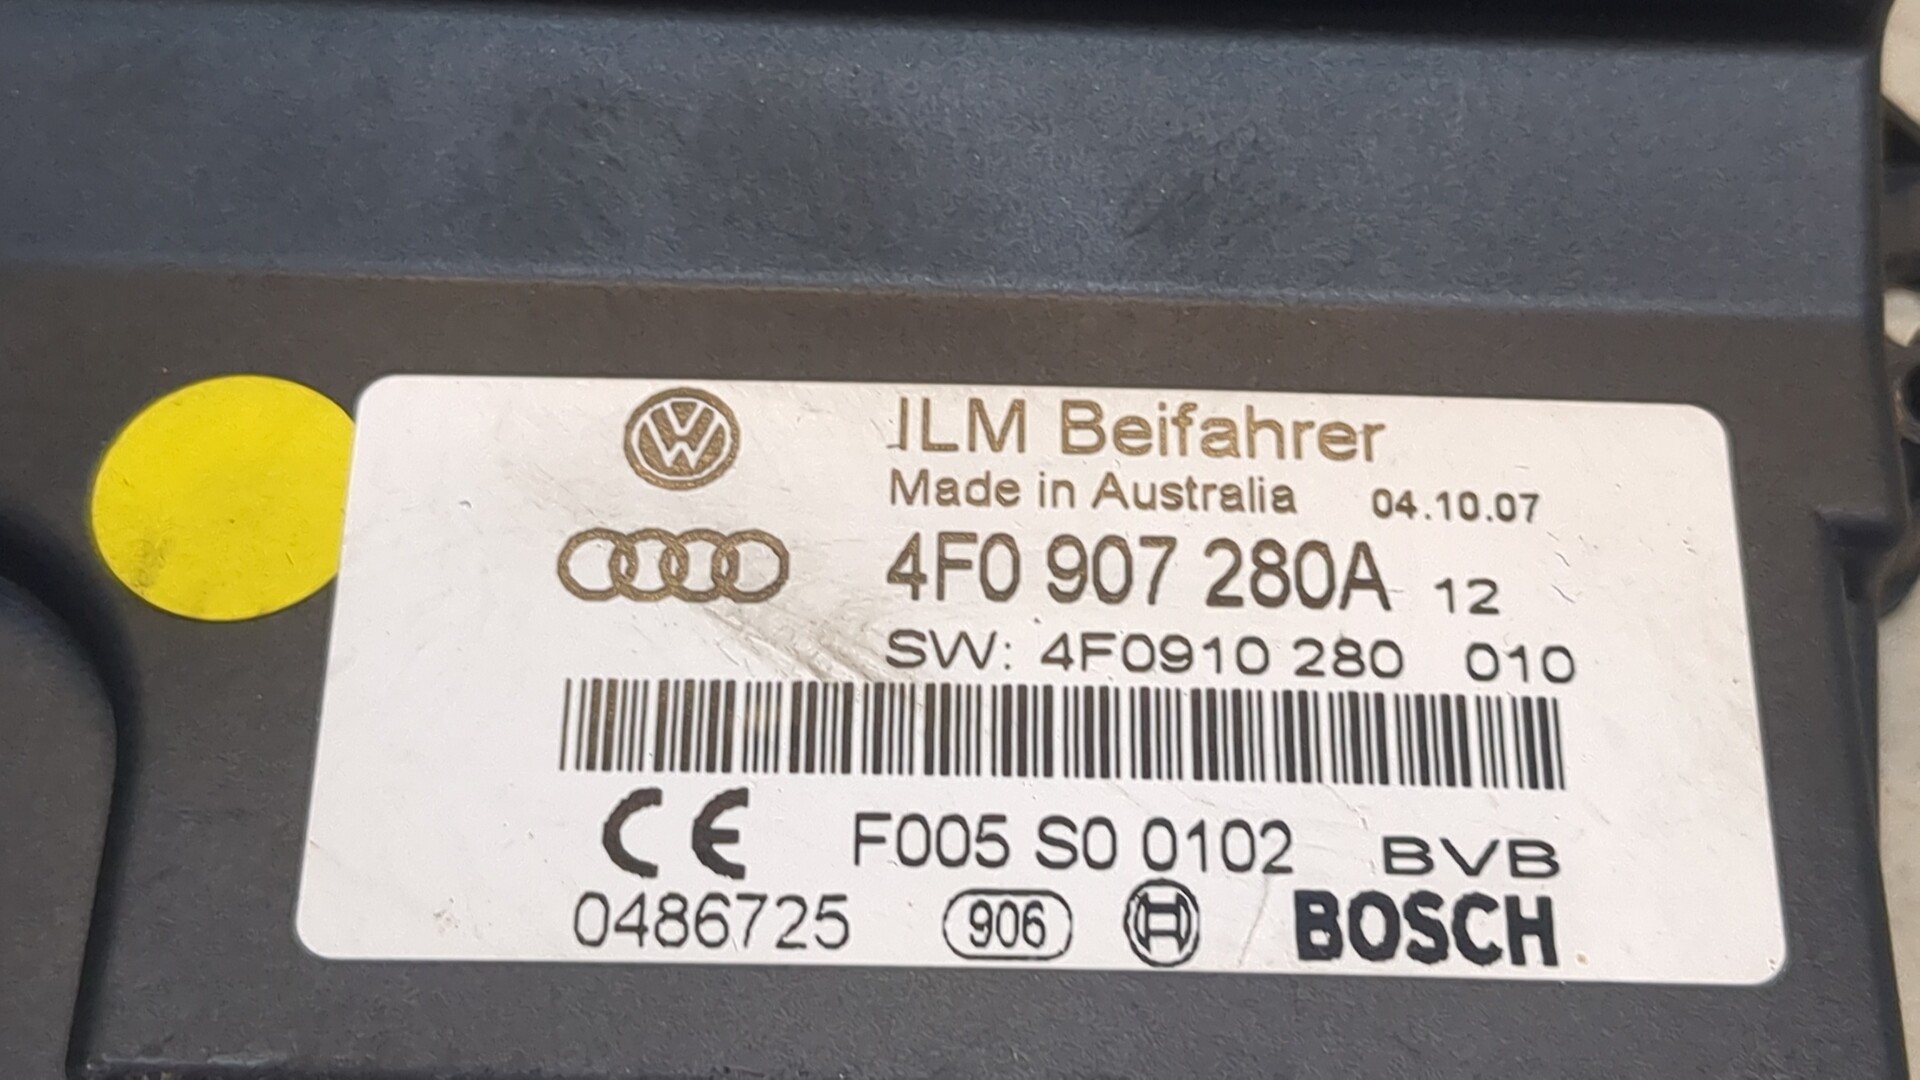 ILM Beifahrer
Made in Australia 04.10.07
4F0 907 280A 12
SW: 4F0910 280 010
CE F005 S0 0102 BVB
0486725 906 BOSCH